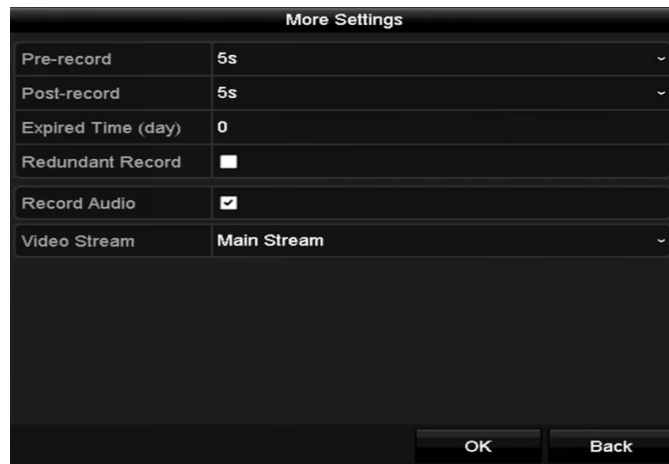 More Settings
Pre-record 5s
Post-record 5s
Expired Time (day) 0
Redundant Record
Record Audio
Video Stream Main Stream
OK Back